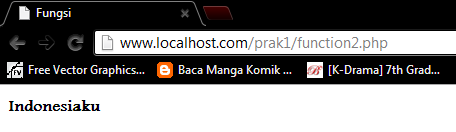 Fungsi
www.localhost.com/prak1/function2.php
Free Vector Graphics... Baca Manga Komik ... [K-Drama] 7th Grad...
Indonesiaku